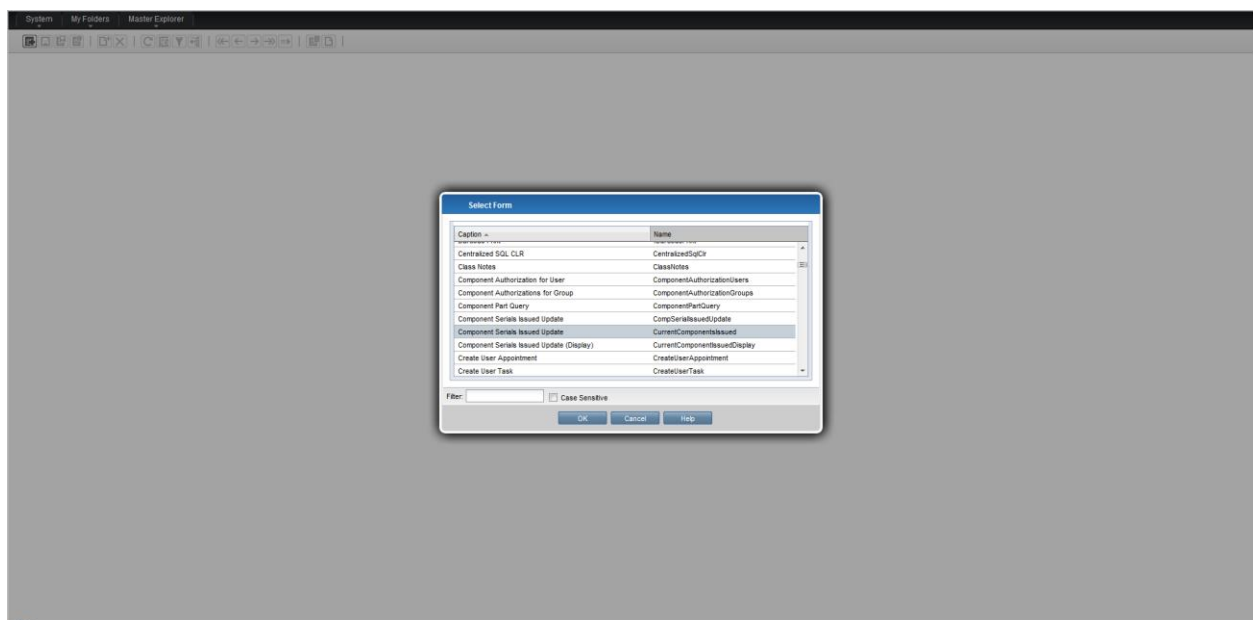 System My Folders Master Explorer
Select Form
Caption Name
Centralized SQL CLR CentralizedSqlClr
Class Notes ClassNotes
Component Authorization for User ComponentAuthorizationUsers
Component Authorizations for Group ComponentAuthorizationGroups
Component Part Query ComponentPartQuery
Component Serials Issued Update CompSerialIssuedUpdate
Component Serials Issued Update CurrentComponentsIssued
Component Serials Issued Update (Display) CurrentComponentIssuedDisplay
Create User Appointment CreateUserAppointment
Create User Task CreateUserTask
Filter: Case Sensitive
OK Cancel Help